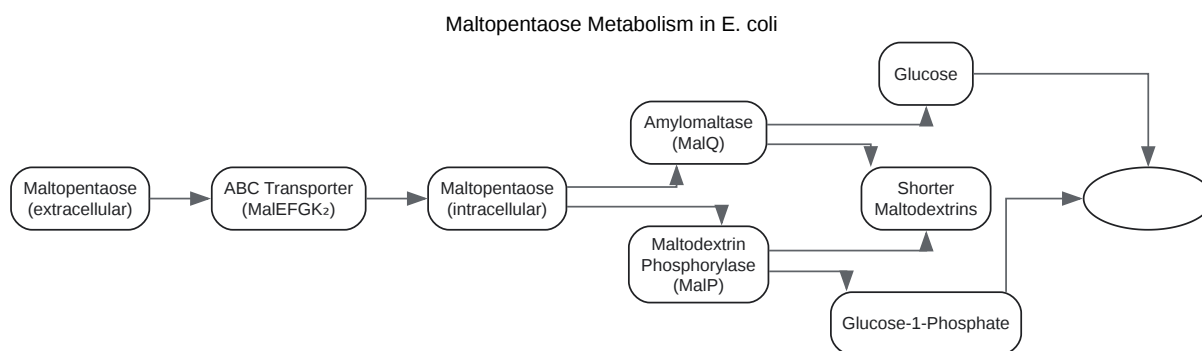 Maltopentaose Metabolism in E. coli
Maltopentaose
(extracellular)
ABC Transporter
(MalEFGK₂)
Maltopentaose
(intracellular)
Amylomaltase
(MalQ)
Maltodextrin
Phosphorylase
(MalP)
Glucose
Shorter
Maltodextrins
Glucose-1-Phosphate